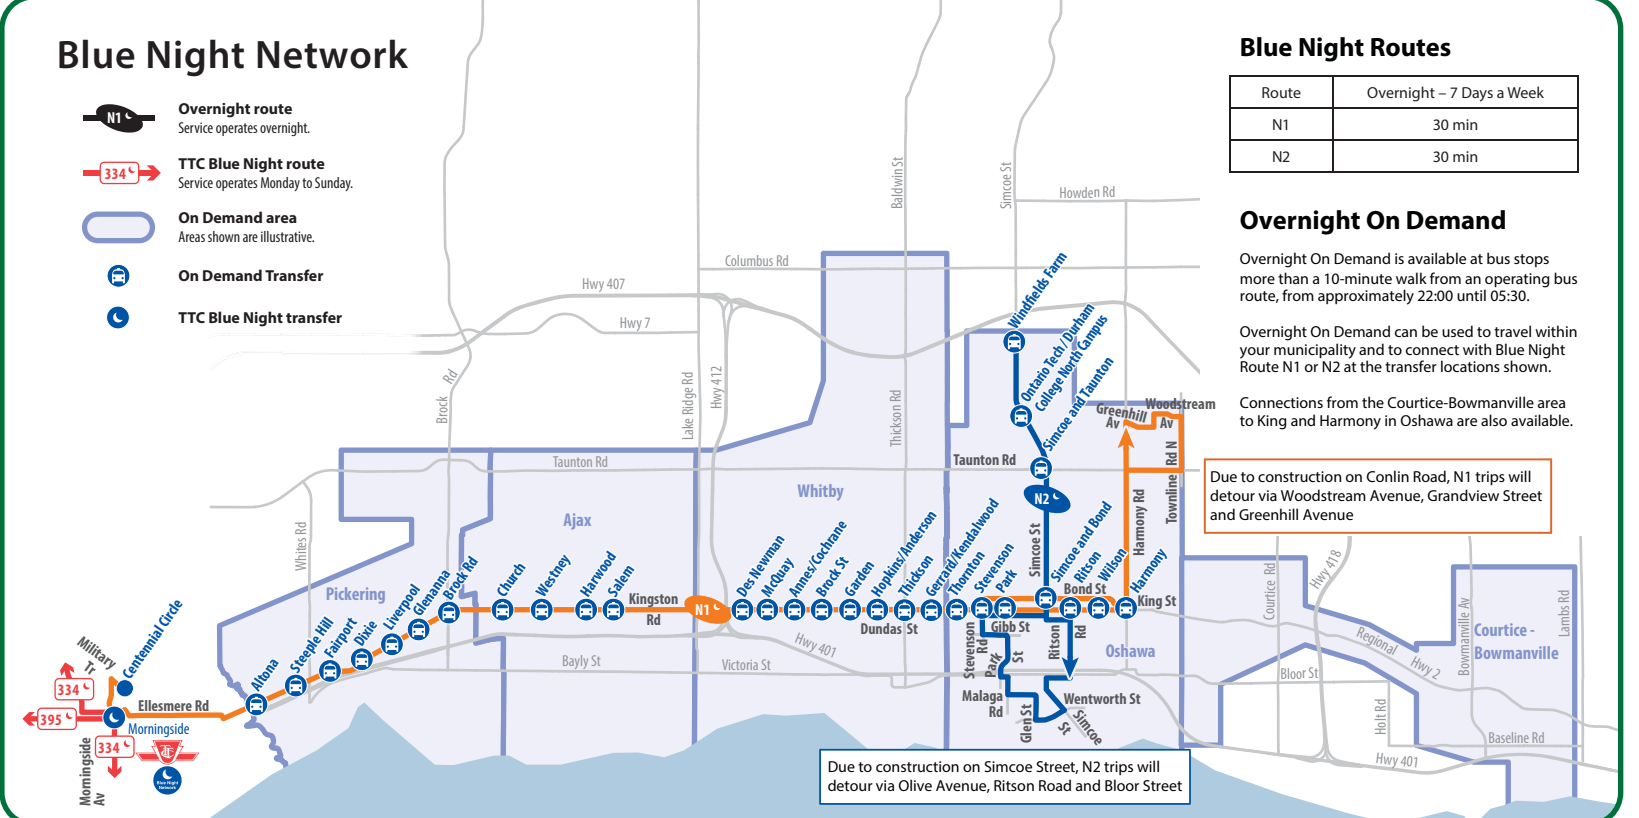 Blue Night Network
N1
Overnight route
Service operates overnight.
334
TTC Blue Night route
Service operates Monday to Sunday.
On Demand area
Areas shown are illustrative.
On Demand Transfer
TTC Blue Night transfer
Blue Night Routes
Route
Overnight – 7 Days a Week
N1
30 min
N2
30 min
Overnight On Demand
Overnight On Demand is available at bus stops
more than a 10-minute walk from an operating bus
route, from approximately 22:00 until 05:30.
Overnight On Demand can be used to travel within
your municipality and to connect with Blue Night
Route N1 or N2 at the transfer locations shown.
Connections from the Courtice-Bowmanville area
to King and Harmony in Oshawa are also available.
Due to construction on Conlin Road, N1 trips will
detour via Woodstream Avenue, Grandview Street
and Greenhill Avenue
Due to construction on Simcoe Street, N2 trips will
detour via Olive Avenue, Ritson Road and Bloor Street
Baldwin St
Simcoe St
Howden Rd
Columbus Rd
Hwy 407
Hwy 7
Brock
Rd
Lake Ridge Rd
Hwy 412
Thickson Rd
Taunton Rd
Whites Rd
Windfields Farm
Ontario Tech / Durham
College North Campus
Simcoe and Taunton
Taunton Rd
N2
Simcoe St
Greenhill
Av
Woodstream
Av
Townline Rd N
Harmony Rd
Whitby
Ajax
Pickering
Oshawa
Courtice -
Bowmanville
Military
Tr
Centennial Circle
334
395
334
Morningside
Morningside
Av
Blue Night
Network
Ellesmere Rd
Altona
Steeple Hill
Fairport
Dixie
Liverpool
Glenanna
Brock Rd
Church
Westney
Harwood
Salem
Kingston
Rd
N1
Des Newman
McQuay
Annes/Cochrane
Brock St
Garden
Hopkins/Anderson
Thickson
Gerrard/Kendalwood
Thornton
Stevenson
Park
Simcoe and Bond
Ritson
Wilson
Harmony
Bond St
King St
Dundas St
Gibb St
Stevenson
Rd
Park
St
Ritson
Rd
Malaga
Rd
Glen St
Wentworth St
Simcoe
St
Bayly St
Victoria St
Hwy 401
Courtice Rd
Hwy 418
Bloor St
Regional
Hwy 2
Bowmanville Av
Lambs Rd
Holt Rd
Baseline Rd
Hwy 401